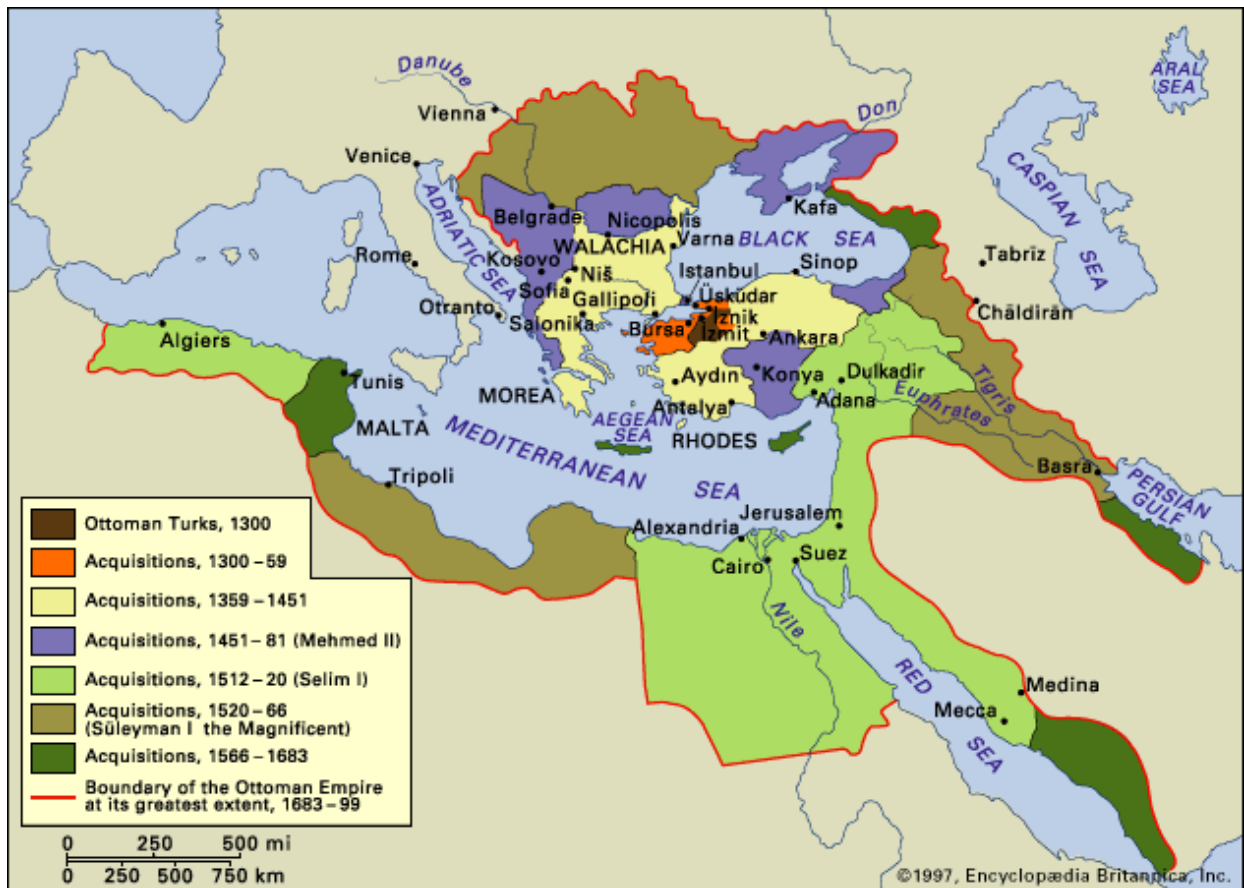 ARAL
SEA
Danube
Vienna
Don
Venice
CASPIAN
SEA
ADRIATIC
SEA
Belgrade
Nicopolis
Kafa
WALACHIA
Varna
BLACK SEA
Rome
Kosovo
Niš
Istanbul
Sinop
Tabrīz
Sofia
Gallipoli
Üsküdar
Otranto
Salonika
Bursa
İznik
İzmit
Ankara
Chāldirān
Algiers
Tunis
Aydın
Konya
Dulkadir
MOREA
Antalya
Adana
Euphrates
Tigris
MALTA
AEGEAN
SEA
RHODES
MEDITERRANEAN
SEA
Basra
PERSIAN
GULF
Tripoli
Jerusalem
Alexandria
Cairo
Suez
Nile
RED
SEA
Medina
Mecca
Ottoman Turks, 1300
Acquisitions, 1300–59
Acquisitions, 1359–1451
Acquisitions, 1451–81 (Mehmed II)
Acquisitions, 1512–20 (Selim I)
Acquisitions, 1520–66
(Süleyman I the Magnificent)
Acquisitions, 1566–1683
Boundary of the Ottoman Empire
at its greatest extent, 1683–99
0 250 500 mi
0 250 500 750 km
©1997, Encyclopædia Britannica, Inc.